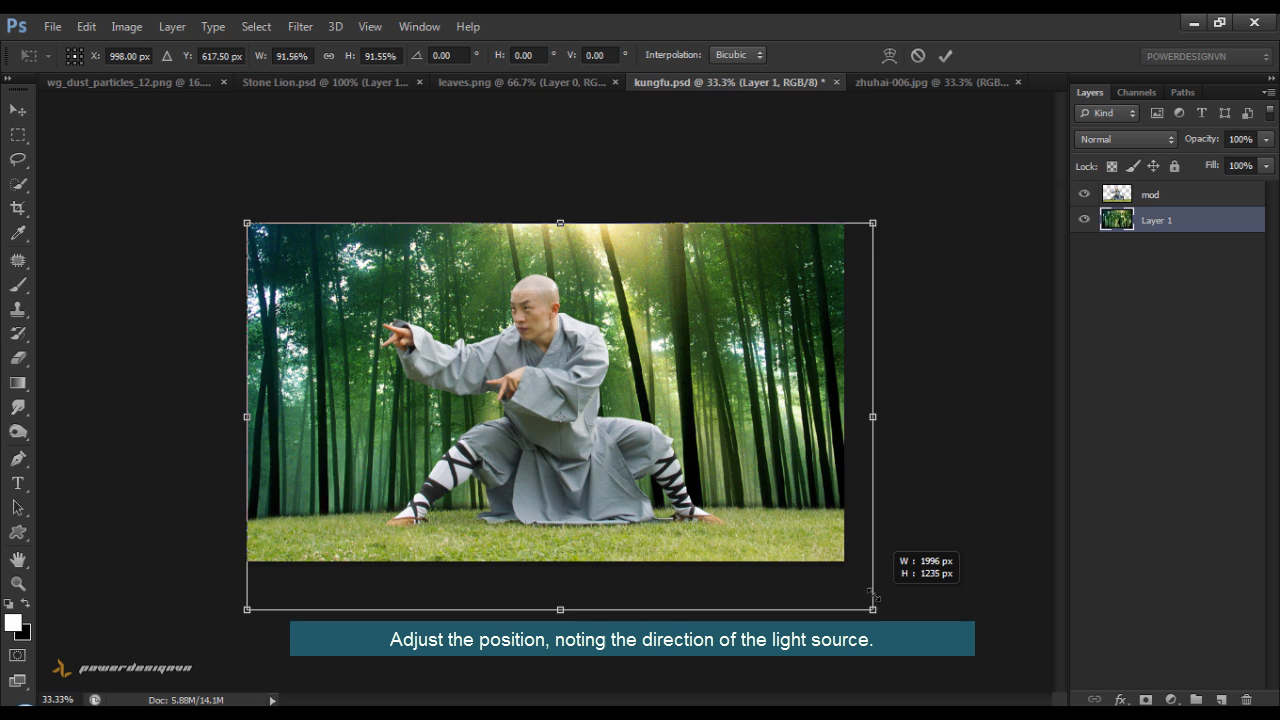 Ps File Edit Image Layer Type Select Filter 3D View Window Help
X: 998.00 px Y: 617.50 px W: 91.56% H: 91.55% 0.00 ° H: 0.00 ° V: 0.00 ° Interpolation: Bicubic POWERDESIGNVN
wg_dust_particles_12.png @ 16.... × Stone Lion.psd @ 100% (Layer 1... × leaves.png @ 66.7% (Layer 0, RG... × kungfu.psd @ 33.3% (Layer 1, RGB/8) * × zhuhai-006.jpg @ 33.3% (RGB... ×
Layers Channels Paths
Kind
Normal Opacity: 100%
Lock: Fill: 100%
mod
Layer 1
W : 1996 px
H : 1235 px
Adjust the position, noting the direction of the light source.
powerdesignvn
33.33% Doc: 5.88M/14.1M